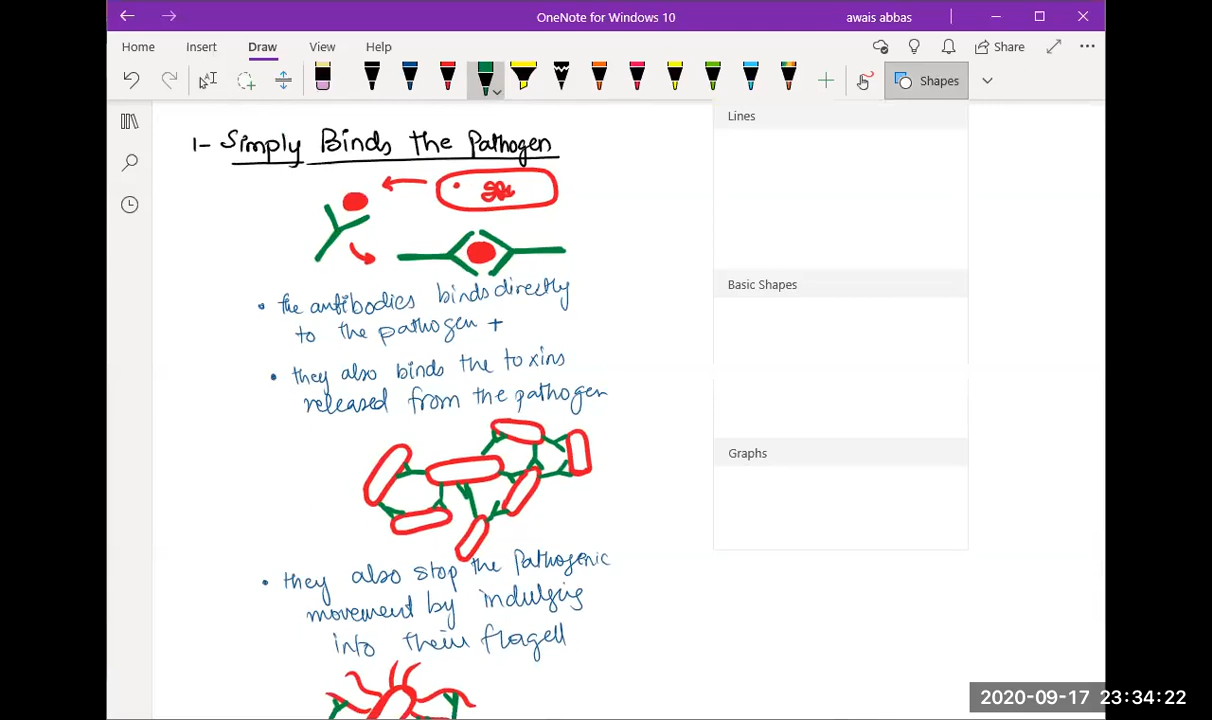 OneNote for Windows 10
awais abbas
Home Insert Draw View Help
Share
Shapes
Lines
Basic Shapes
Graphs
1- Simply Binds the Pathogen
• the antibodies binds directly
to the pathogen +
• they also binds the toxins
released from the pathogen
• they also stop the Pathogenic
movement by indulging
into their flagell
2020-09-17 23:34:22